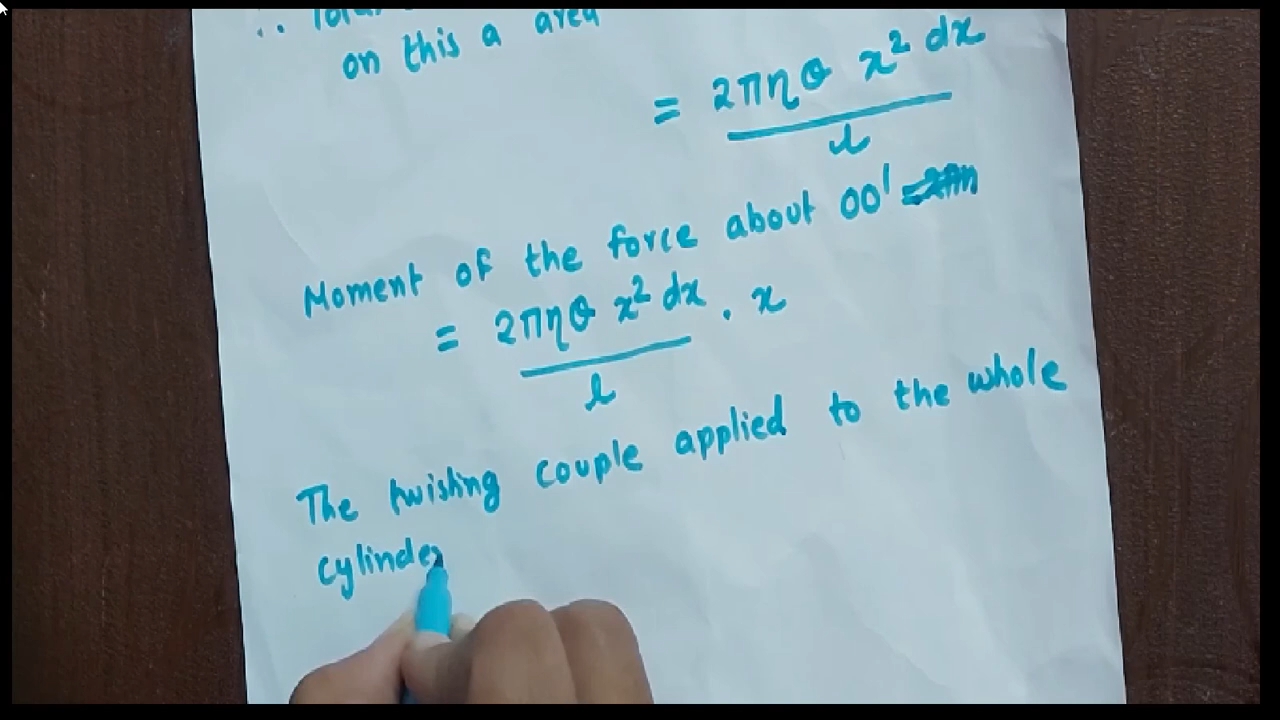 ∴ Total
on this a area
= 2πηθ x² dx / l
Moment of the force about OO'
= 2πηθ x² dx / l . x
The twisting couple applied to the whole
cylinder